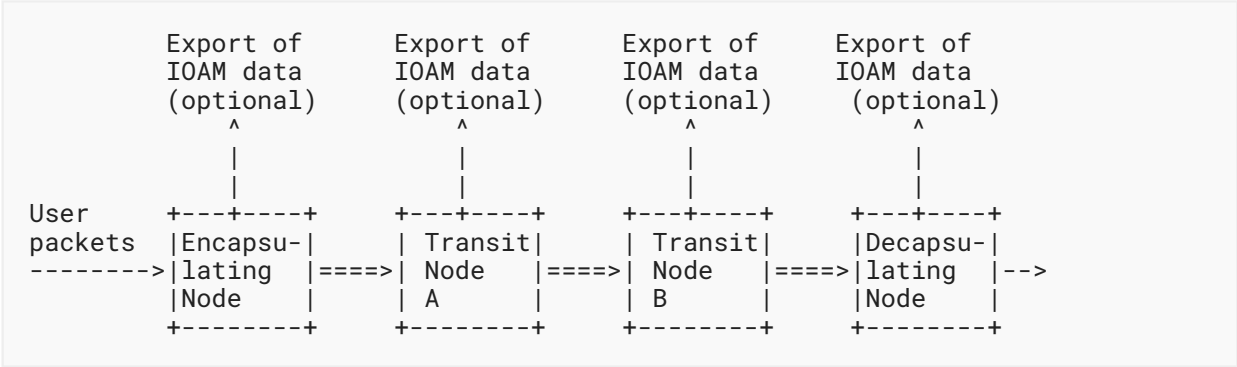 Export of      Export of      Export of     Export of
         IOAM data      IOAM data      IOAM data     IOAM data
         (optional)     (optional)     (optional)     (optional)
             ^              ^              ^              ^
             |              |              |              |
             |              |              |              |
User     +---+----+     +---+----+     +---+----+     +---+----+
packets  |Encapsu-|     | Transit|     | Transit|     |Decapsu-|
-------->|lating  |====>| Node   |====>| Node   |====>|lating  |-->
         |Node    |     | A      |     | B      |     |Node    |
         +--------+     +--------+     +--------+     +--------+